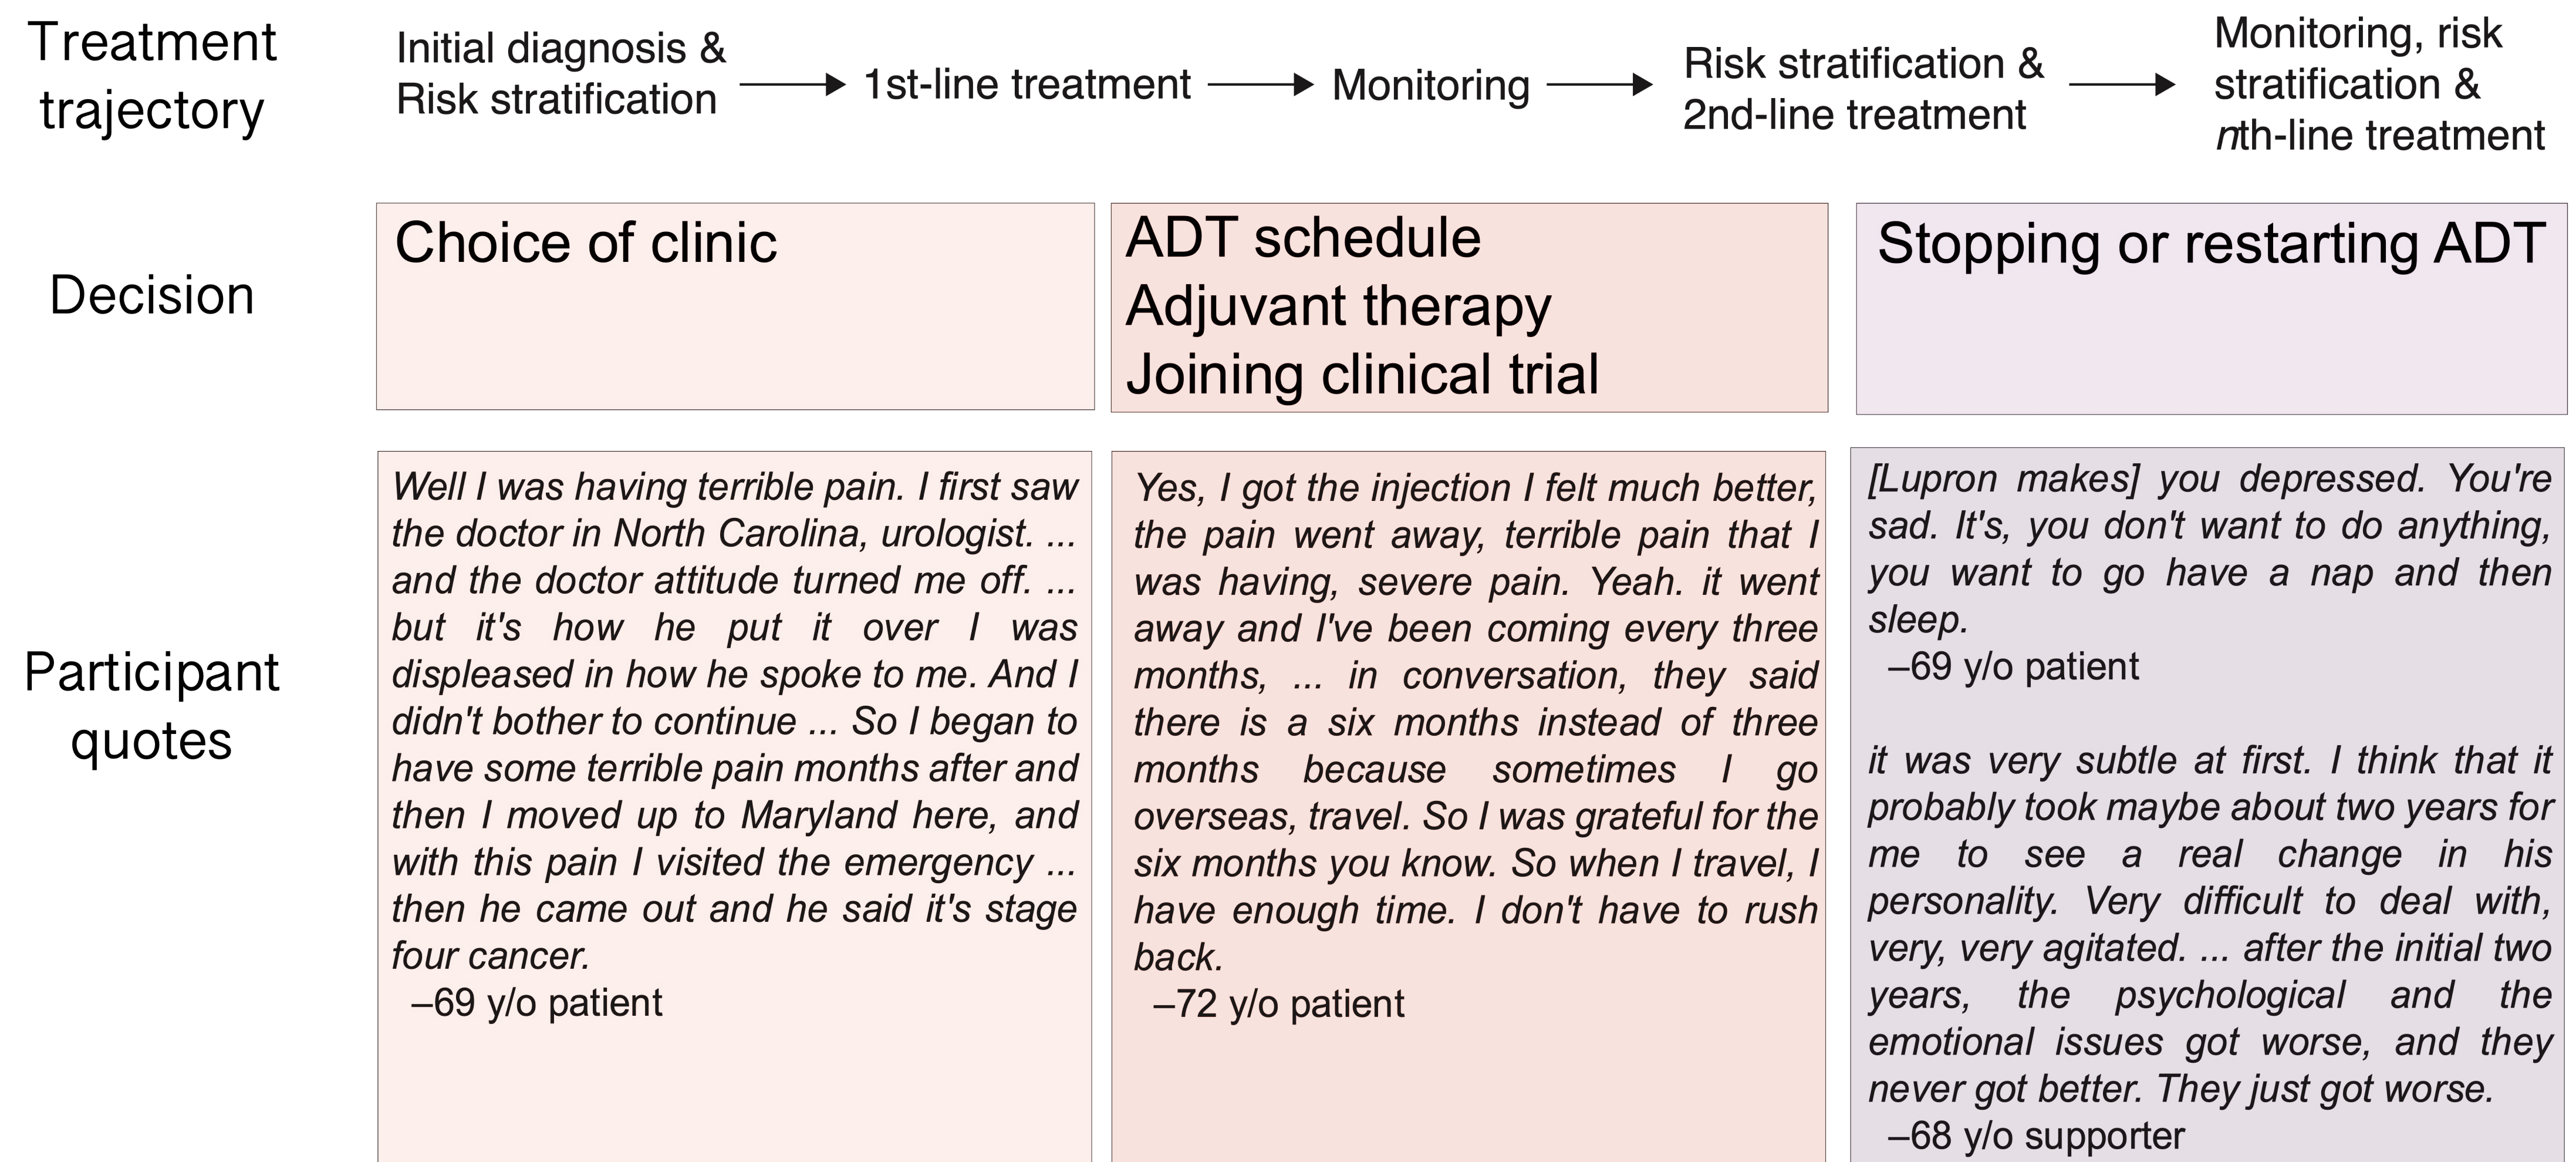 Treatment
trajectory
Initial diagnosis &
Risk stratification
1st-line treatment
Monitoring
Risk stratification &
2nd-line treatment
Monitoring, risk
stratification &
nth-line treatment
Decision
Choice of clinic
ADT schedule
Adjuvant therapy
Joining clinical trial
Stopping or restarting ADT
Participant
quotes
Well I was having terrible pain. I first saw
the doctor in North Carolina, urologist. ...
and the doctor attitude turned me off. ...
but it's how he put it over I was
displeased in how he spoke to me. And I
didn't bother to continue ... So I began to
have some terrible pain months after and
then I moved up to Maryland here, and
with this pain I visited the emergency ...
then he came out and he said it's stage
four cancer.
–69 y/o patient
Yes, I got the injection I felt much better,
the pain went away, terrible pain that I
was having, severe pain. Yeah. it went
away and I've been coming every three
months, ... in conversation, they said
there is a six months instead of three
months because sometimes I go
overseas, travel. So I was grateful for the
six months you know. So when I travel, I
have enough time. I don't have to rush
back.
–72 y/o patient
[Lupron makes] you depressed. You're
sad. It's, you don't want to do anything,
you want to go have a nap and then
sleep.
–69 y/o patient
it was very subtle at first. I think that it
probably took maybe about two years for
me to see a real change in his
personality. Very difficult to deal with,
very, very agitated. ... after the initial two
years, the psychological and the
emotional issues got worse, and they
never got better. They just got worse.
–68 y/o supporter